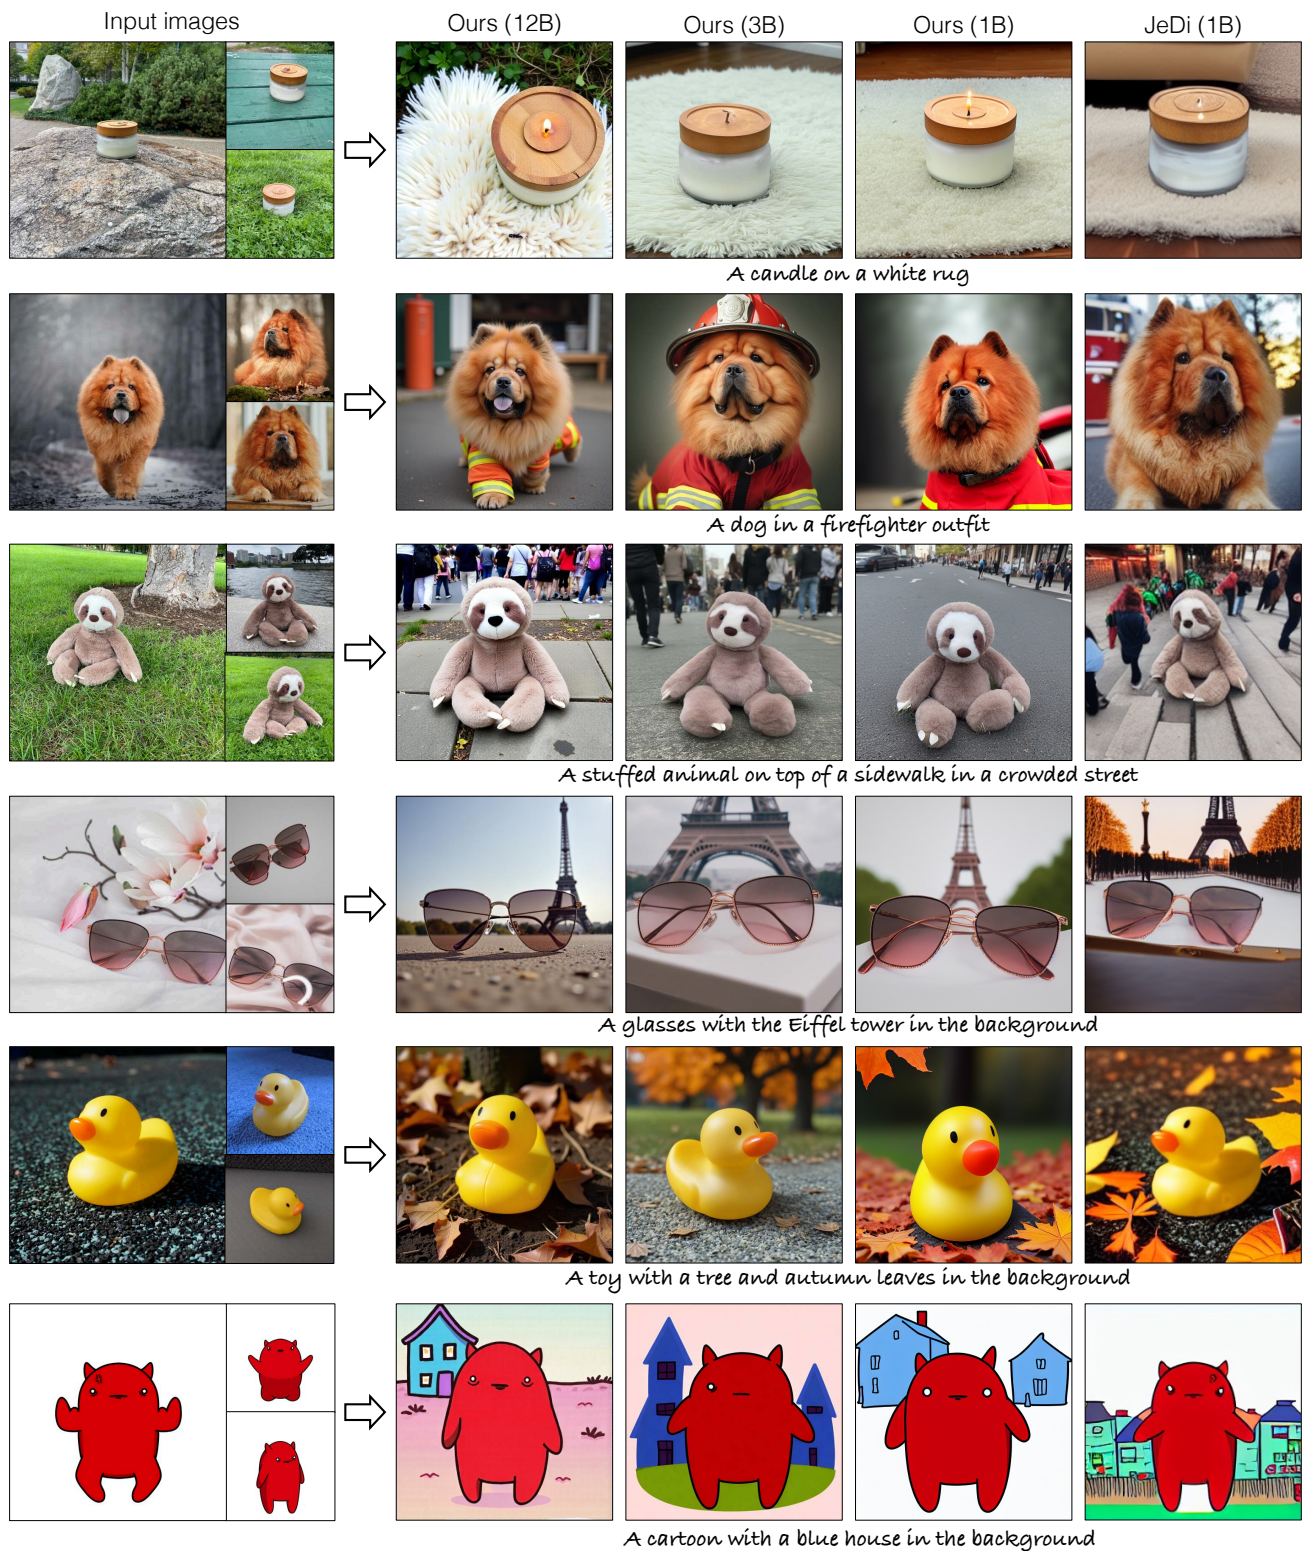 Input images
Ours (12B)
Ours (3B)
Ours (1B)
JeDi (1B)
A candle on a white rug
A dog in a firefighter outfit
A stuffed animal on top of a sidewalk in a crowded street
A glasses with the Eiffel tower in the background
A toy with a tree and autumn leaves in the background
A cartoon with a blue house in the background